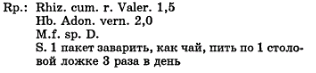 Rp.: Rhiz. cum. r. Valer. 1,5
Hb. Adon. vern. 2,0
M.f. sp. D.
S. 1 пакет заварить, как чай, пить по 1 столо-
вой ложке 3 раза в день